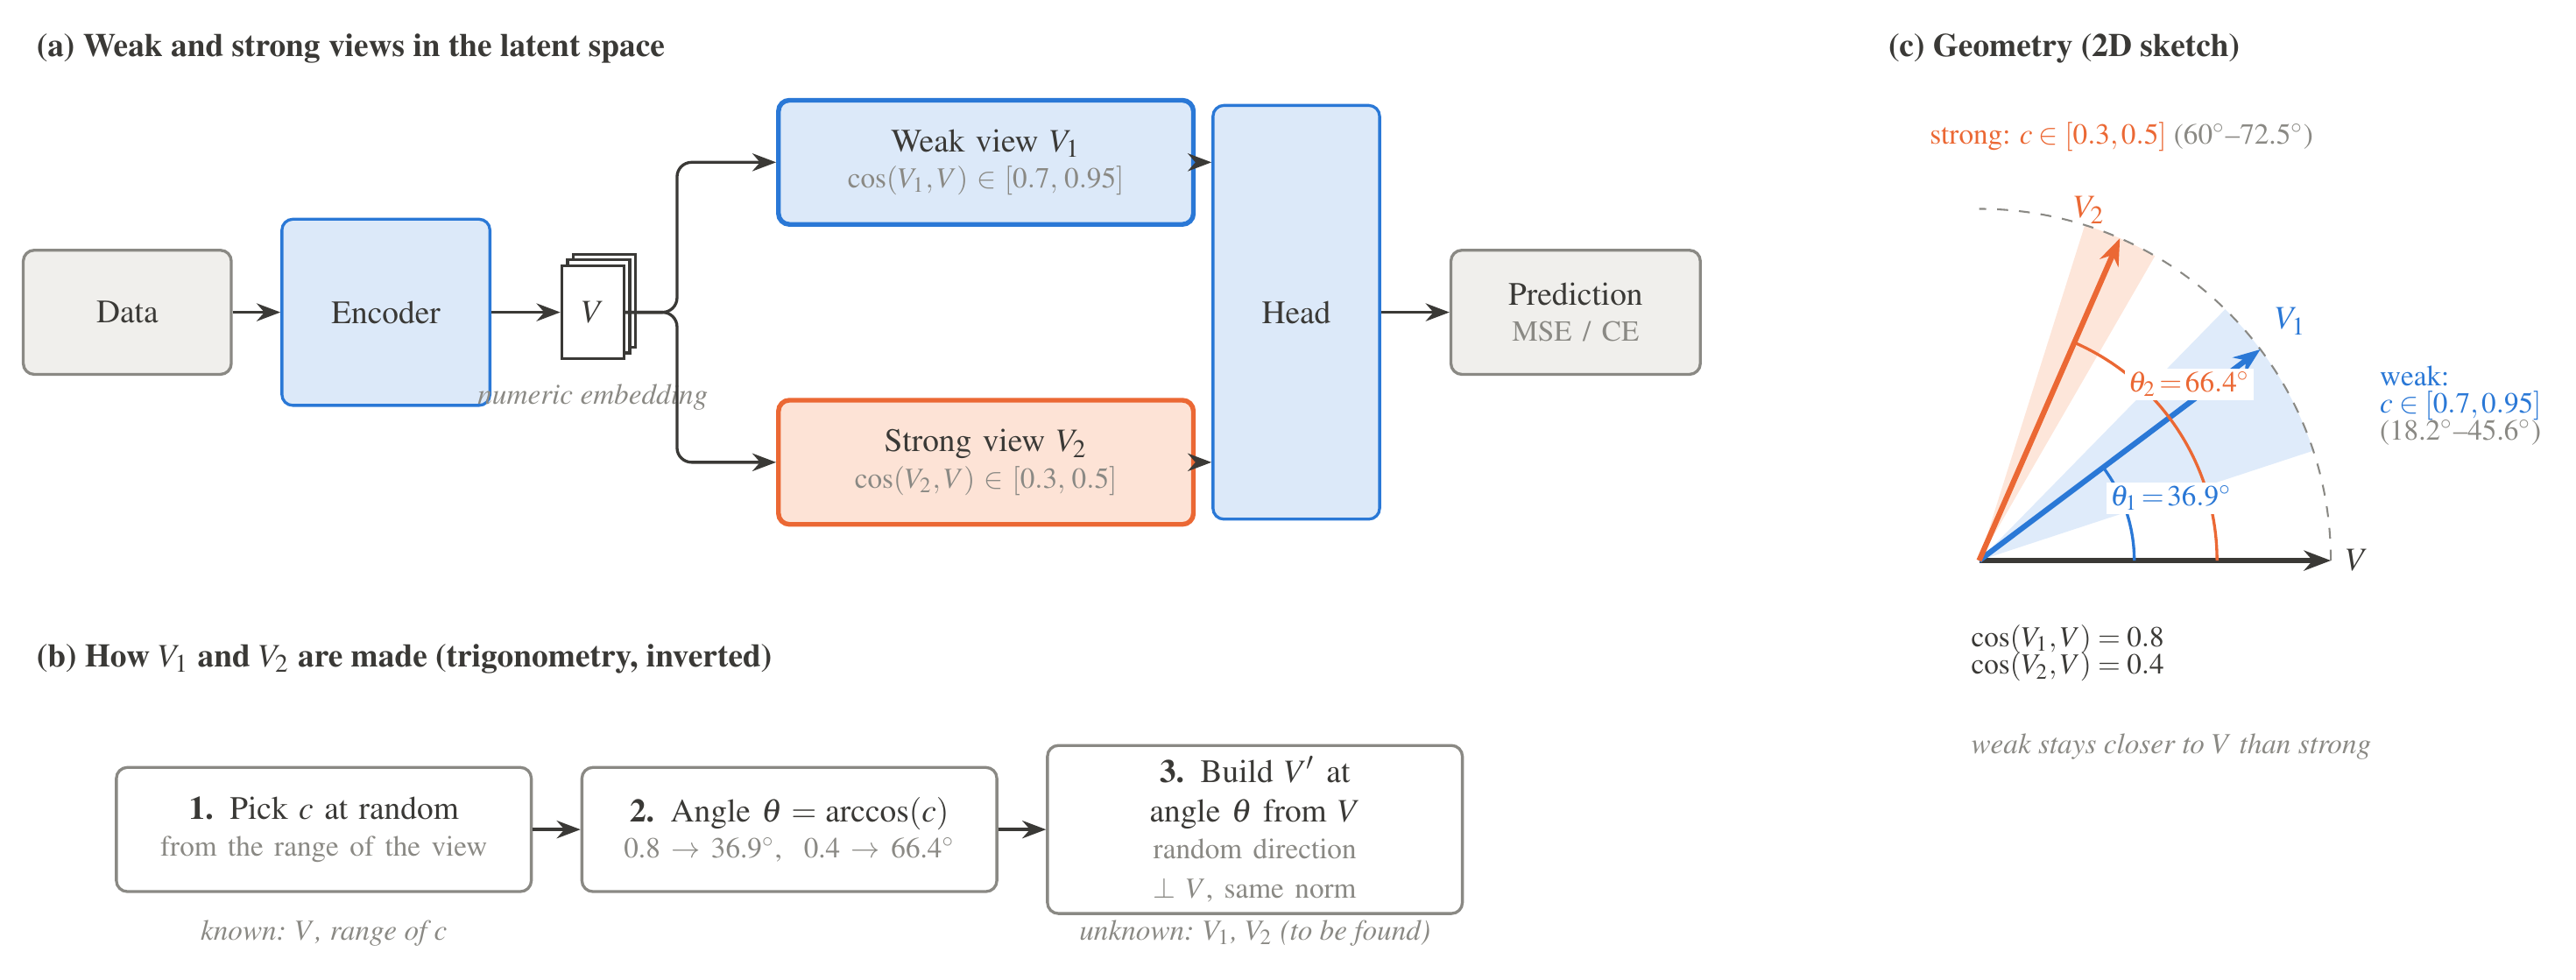 (a) Weak and strong views in the latent space
Data
Encoder
V
numeric embedding
Weak view V₁
cos(V₁, V) ∈ [0.7, 0.95]
Strong view V₂
cos(V₂, V) ∈ [0.3, 0.5]
Head
Prediction
MSE / CE
(b) How V₁ and V₂ are made (trigonometry, inverted)
1. Pick c at random
from the range of the view
known: V, range of c
2. Angle θ = arccos(c)
0.8 → 36.9°, 0.4 → 66.4°
3. Build V′ at
angle θ from V
random direction
⊥ V, same norm
unknown: V₁, V₂ (to be found)
(c) Geometry (2D sketch)
strong: c ∈ [0.3, 0.5] (60°–72.5°)
V₂
V₁
θ₂ = 66.4°
weak:
c ∈ [0.7, 0.95]
(18.2°–45.6°)
θ₁ = 36.9°
V
cos(V₁, V) = 0.8
cos(V₂, V) = 0.4
weak stays closer to V than strong